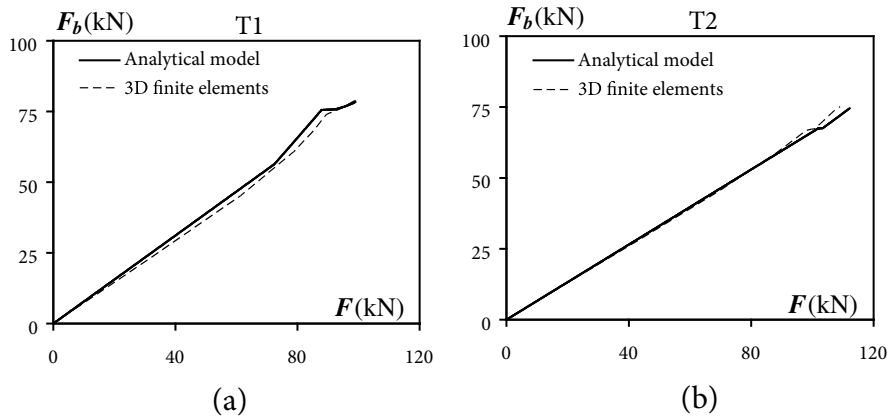 F_b(kN) T1
100
75
50
25
0
Analytical model
3D finite elements
F(kN)
0 40 80 120
(a)
F_b(kN) T2
100
75
50
25
0
Analytical model
3D finite elements
F(kN)
0 40 80 120
(b)